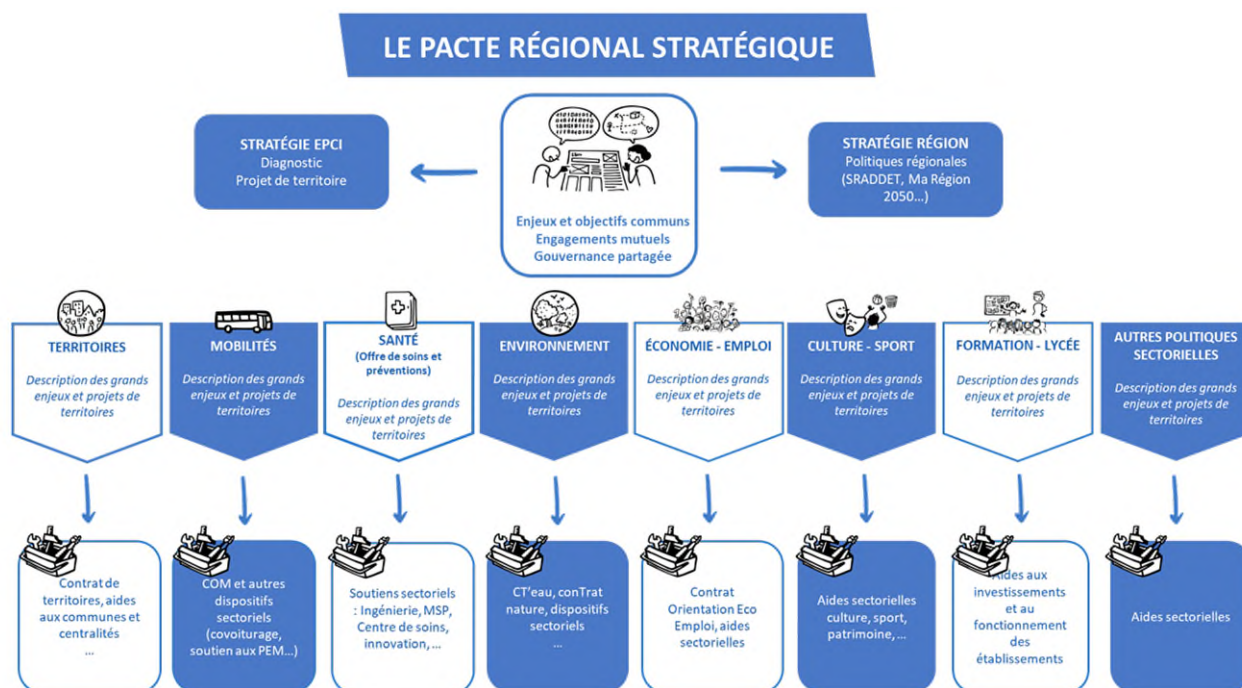 LE PACTE RÉGIONAL STRATÉGIQUE
STRATÉGIE EPCI
Diagnostic
Projet de territoire
Enjeux et objectifs communs
Engagements mutuels
Gouvernance partagée
STRATÉGIE RÉGION
Politiques régionales
(SRADDET, Ma Région
2050…)
TERRITOIRES
Description des grands
enjeux et projets de
territoires
MOBILITÉS
Description des grands
enjeux et projets de
territoires
SANTÉ
(Offre de soins et
préventions)
Description des grands
enjeux et projets de
territoires
ENVIRONNEMENT
Description des grands
enjeux et projets de
territoires
ÉCONOMIE - EMPLOI
Description des grands
enjeux et projets de
territoires
CULTURE - SPORT
Description des grands
enjeux et projets de
territoires
FORMATION - LYCÉE
Description des grands
enjeux et projets de
territoires
AUTRES POLITIQUES
SECTORIELLES
Description des grands
enjeux et projets de
territoires
Contrat de
territoires, aides
aux communes et
centralités
…
COM et autres
dispositifs
sectoriels
(covoiturage,
soutien aux PEM…)
Soutiens sectoriels
: Ingénierie, MSP,
Centre de soins,
innovation, …
CT'eau, conTrat
nature, dispositifs
sectoriels
…
Contrat
Orientation Eco
Emploi, aides
sectorielles
Aides sectorielles
culture, sport,
patrimoine, …
Aides aux
investissements
et au
fonctionnement
des
établissements
Aides sectorielles